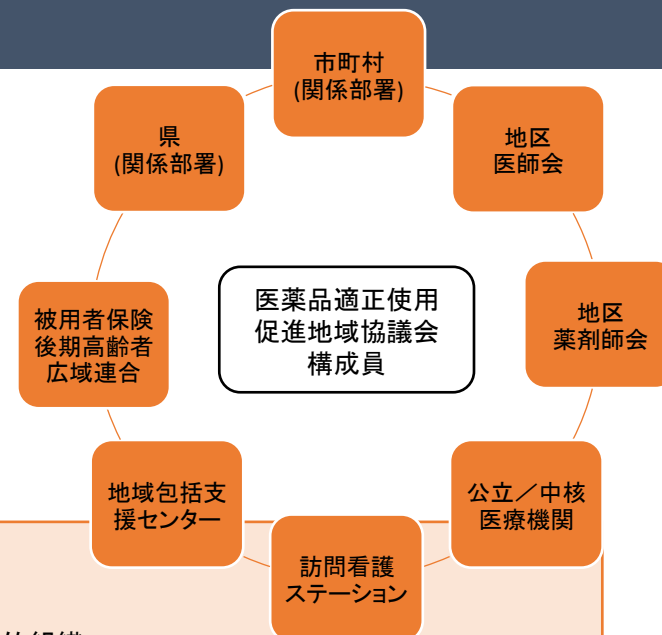 市町村
(関係部署)
県
(関係部署)
地区
医師会
医薬品適正使用
促進地域協議会
構成員
被用者保険
後期高齢者
広域連合
地区
薬剤師会
地域包括支
援センター
公立／中核
医療機関
訪問看護
ステーション